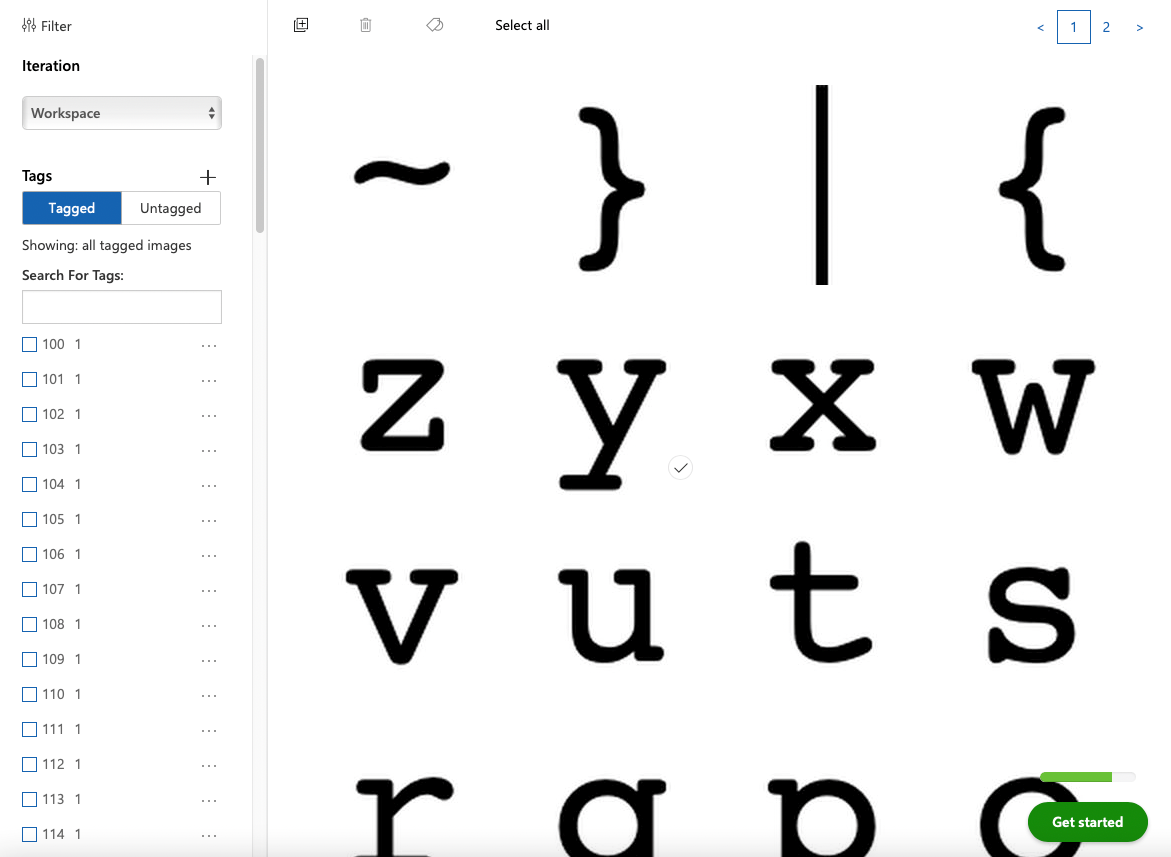 Filter
Select all
< 1 2 >
Iteration
Workspace
Tags
Tagged Untagged
Showing: all tagged images
Search For Tags:
100 1 ...
101 1 ...
102 1 ...
103 1 ...
104 1 ...
105 1 ...
106 1 ...
107 1 ...
108 1 ...
109 1 ...
110 1 ...
111 1 ...
112 1 ...
113 1 ...
114 1 ...
~ } | {
z y x w
v u t s
r q p o
Get started